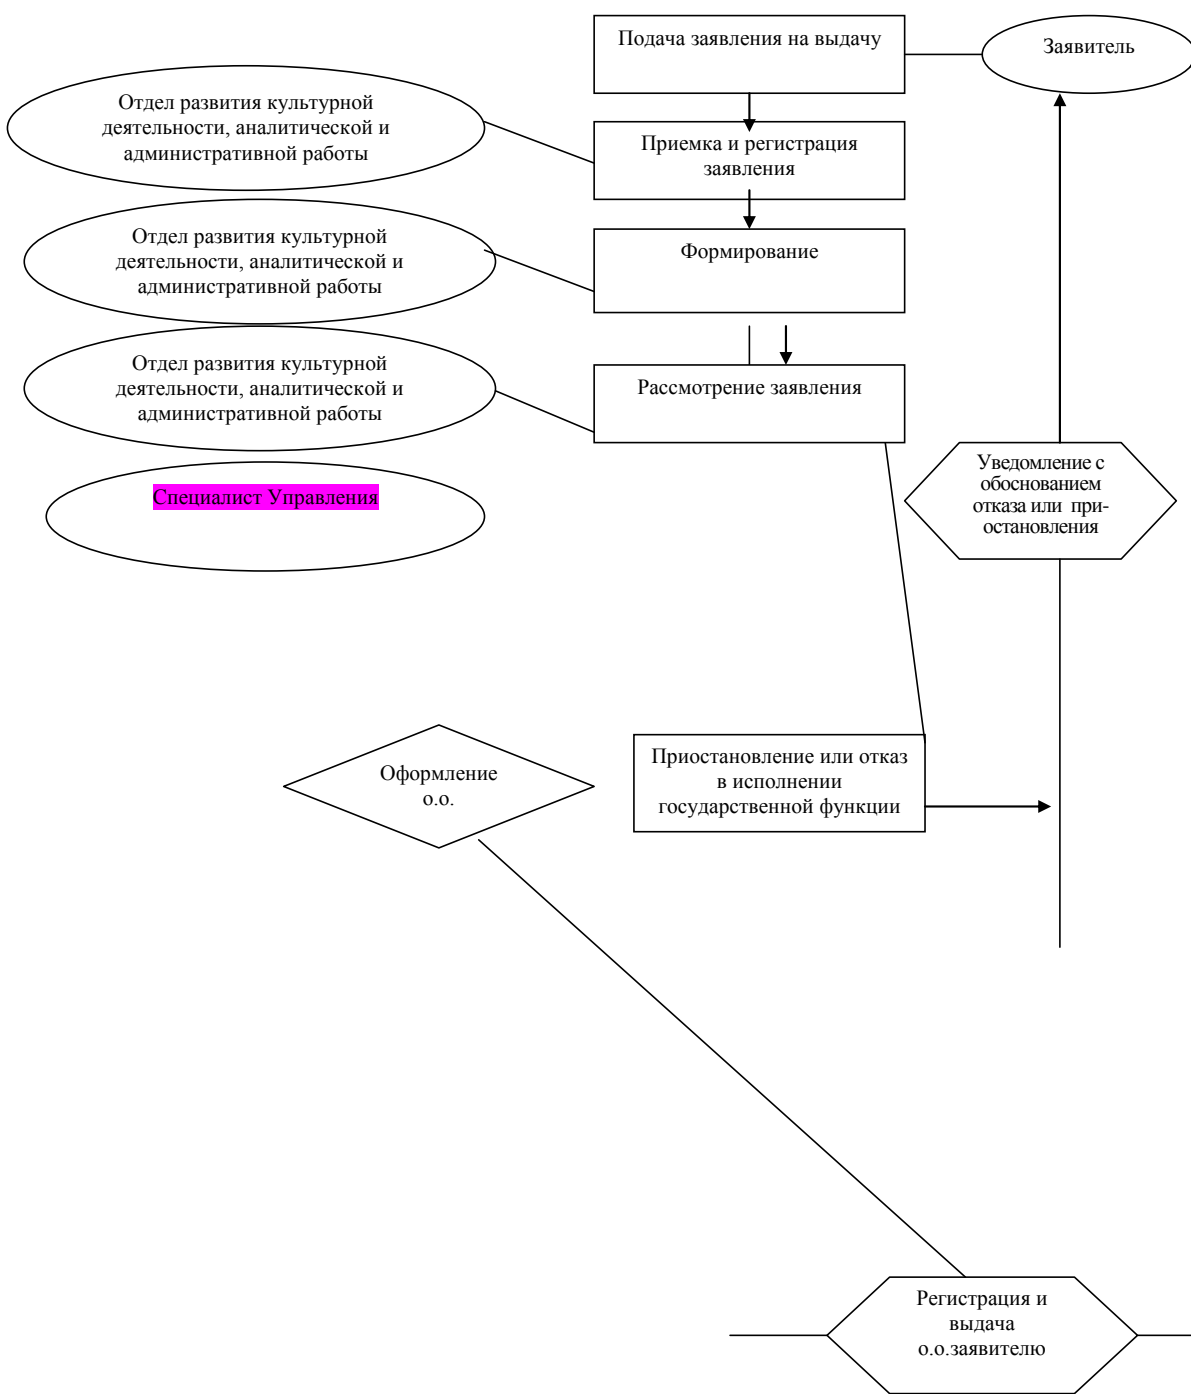 Подача заявления на выдачу
Заявитель
Отдел развития культурной
деятельности, аналитической и
административной работы
Приемка и регистрация
заявления
Отдел развития культурной
деятельности, аналитической и
административной работы
Формирование
Отдел развития культурной
деятельности, аналитической и
административной работы
Рассмотрение заявления
Уведомление с
обоснованием
отказа или при-
остановления
Специалист Управления
Оформление
о.о.
Приостановление или отказ
в исполнении
государственной функции
Регистрация и
выдача
о.о.заявителю